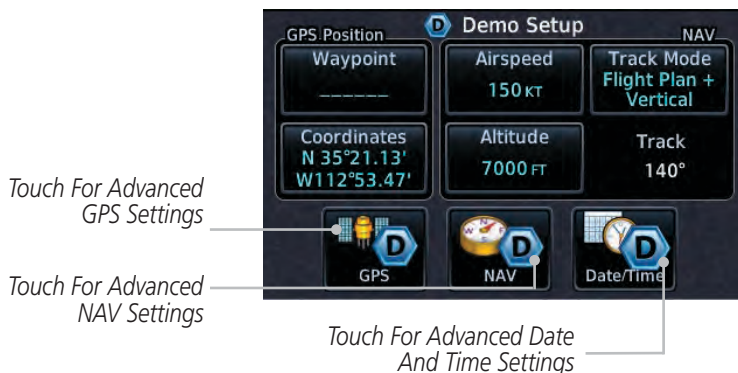 GPS Position
D Demo Setup
NAV
Waypoint
______
Airspeed
150 KT
Track Mode
Flight Plan +
Vertical
Coordinates
N 35°21.13'
W112°53.47'
Altitude
7000 FT
Track
140°
D
GPS
W N E S
D
NAV
D
Date/Time
Touch For Advanced
GPS Settings
Touch For Advanced
NAV Settings
Touch For Advanced Date
And Time Settings